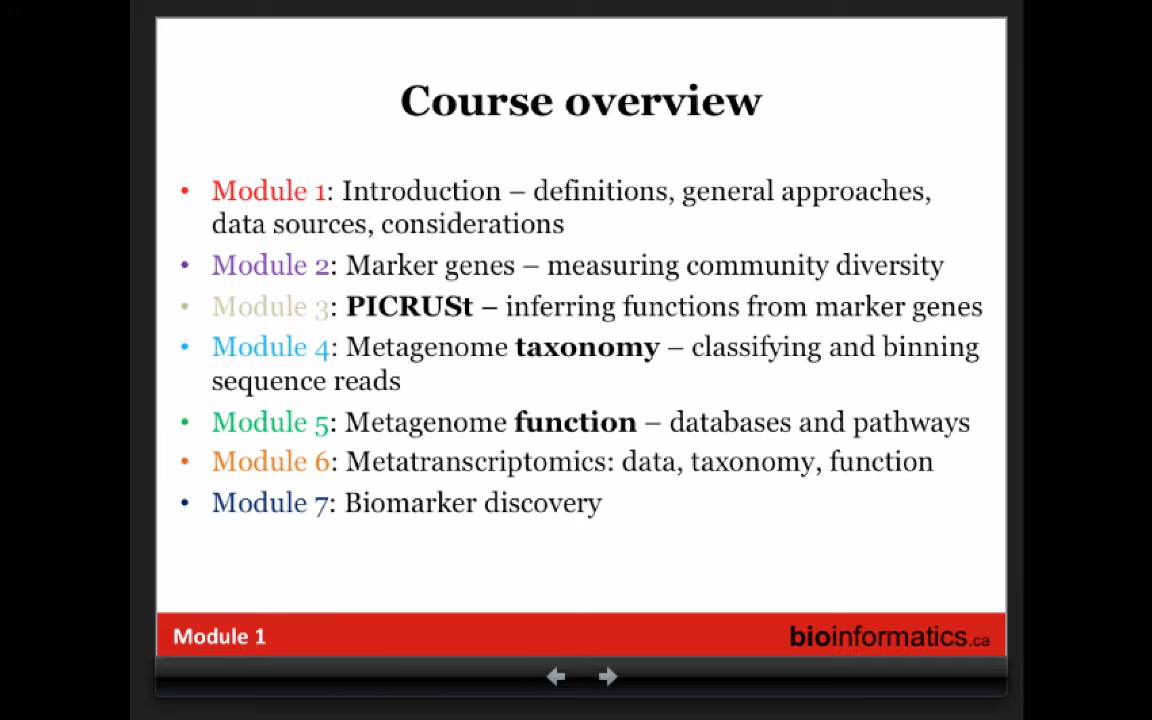 Course overview
• Module 1: Introduction – definitions, general approaches,
data sources, considerations
• Module 2: Marker genes – measuring community diversity
• Module 3: PICRUSt – inferring functions from marker genes
• Module 4: Metagenome taxonomy – classifying and binning
sequence reads
• Module 5: Metagenome function – databases and pathways
• Module 6: Metatranscriptomics: data, taxonomy, function
• Module 7: Biomarker discovery
Module 1
bioinformatics.ca